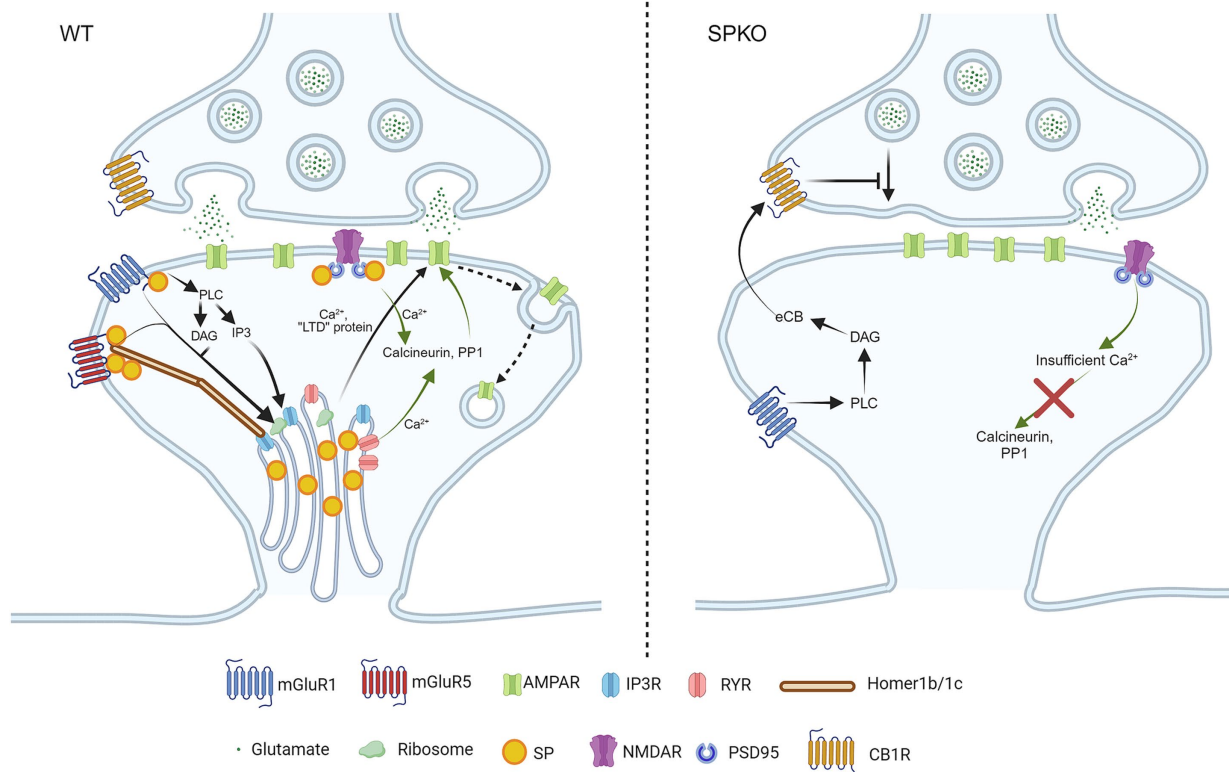 WT
SPKO
PLC
IP3
DAG
Ca²⁺,
"LTD" protein
Ca²⁺
Calcineurin, PP1
Ca²⁺
eCB
DAG
PLC
Insufficient Ca²⁺
Calcineurin,
PP1
mGluR1
mGluR5
AMPAR
IP3R
RYR
Homer1b/1c
Glutamate
Ribosome
SP
NMDAR
PSD95
CB1R